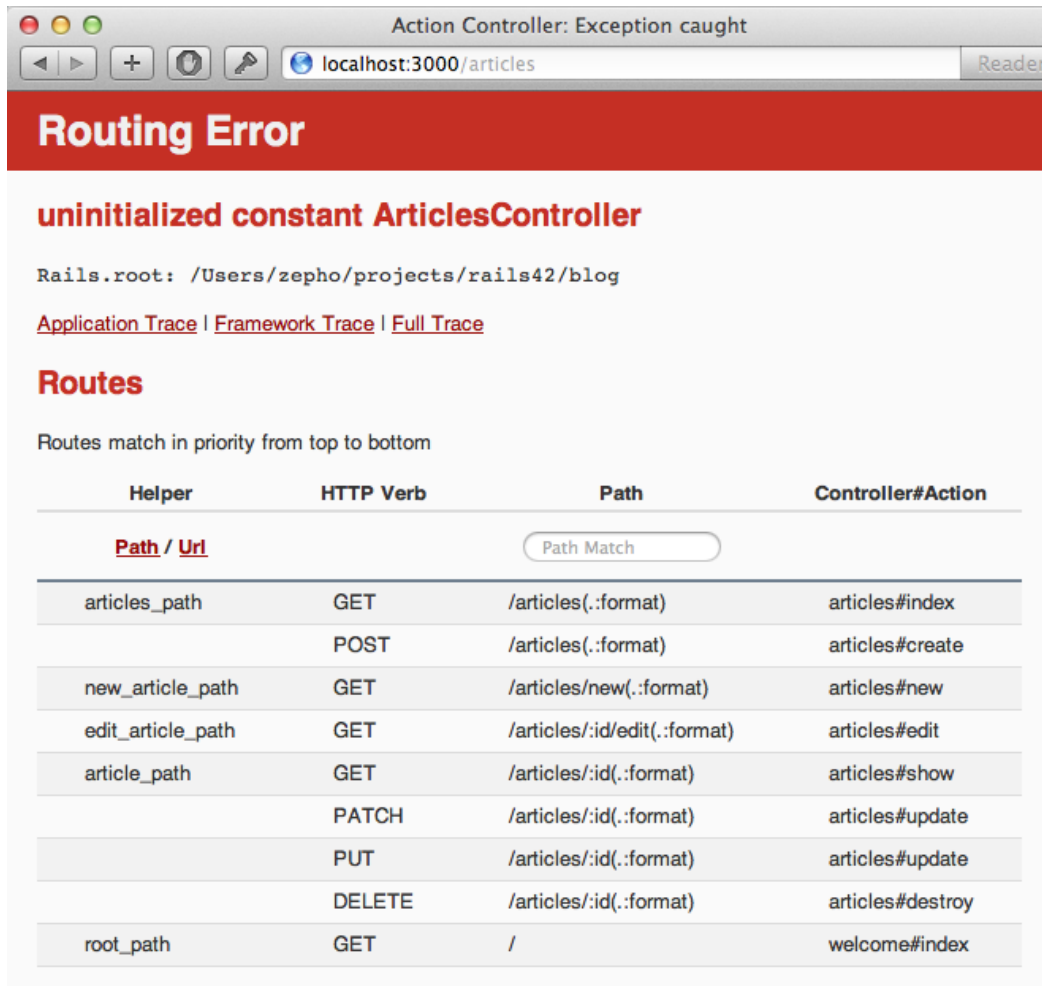 Action Controller: Exception caught
localhost:3000/articles
Reader
Routing Error
uninitialized constant ArticlesController
Rails.root: /Users/zepho/projects/rails42/blog
Application Trace | Framework Trace | Full Trace
Routes
Routes match in priority from top to bottom
Helper HTTP Verb Path Controller#Action
Path / Url Path Match
articles_path GET /articles(.:format) articles#index
POST /articles(.:format) articles#create
new_article_path GET /articles/new(.:format) articles#new
edit_article_path GET /articles/:id/edit(.:format) articles#edit
article_path GET /articles/:id(.:format) articles#show
PATCH /articles/:id(.:format) articles#update
PUT /articles/:id(.:format) articles#update
DELETE /articles/:id(.:format) articles#destroy
root_path GET / welcome#index